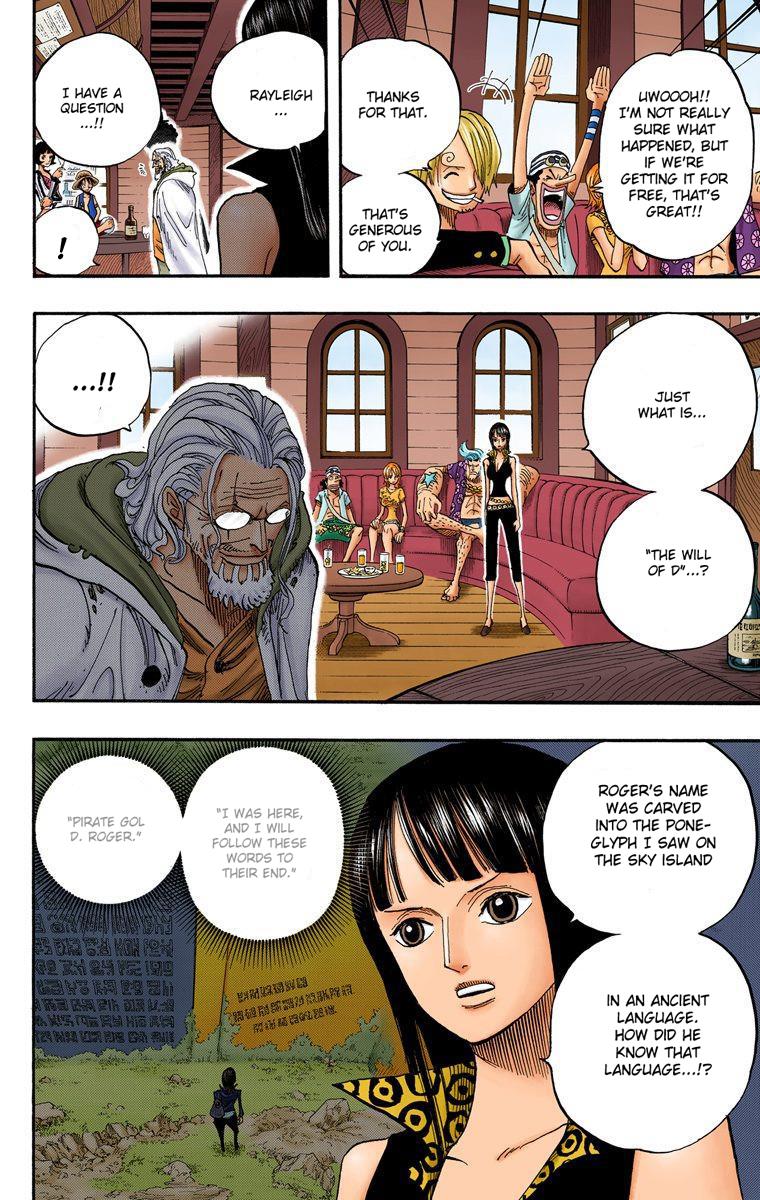 UWOOOH!!
I'M NOT REALLY
SURE WHAT
HAPPENED, BUT
IF WE'RE
GETTING IT FOR
FREE, THAT'S
GREAT!!
THANKS
FOR THAT.
THAT'S
GENEROUS
OF YOU.
RAYLEIGH
...
I HAVE A
QUESTION
...!!
!
JUST
WHAT IS...
"THE WILL
OF D"...?
...!!
ROGER'S NAME
WAS CARVED
INTO THE PONE-
GLYPH I SAW ON
THE SKY ISLAND
IN AN ANCIENT
LANGUAGE.
HOW DID HE
KNOW THAT
LANGUAGE...!?
"I WAS HERE,
AND I WILL
FOLLOW THESE
WORDS TO
THEIR END."
"PIRATE GOL
D. ROGER."